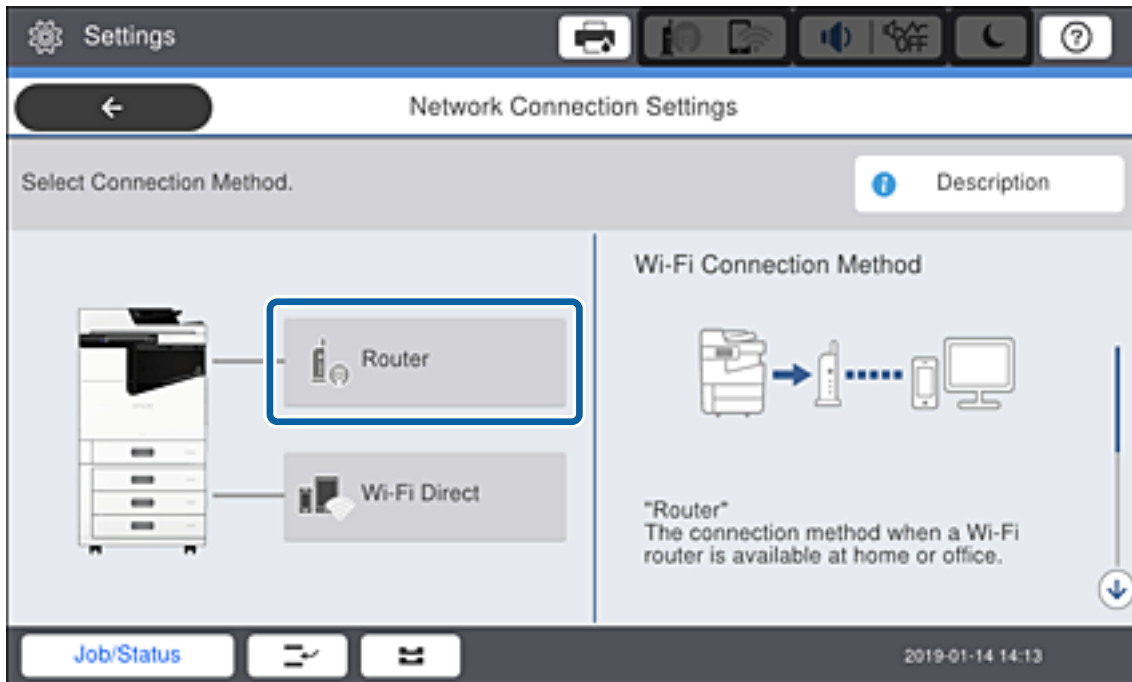 Settings
OFF
Network Connection Settings
Select Connection Method.
Description
Router
Wi-Fi Direct
Wi-Fi Connection Method
"Router"
The connection method when a Wi-Fi
router is available at home or office.
Job/Status
2019-01-14 14:13